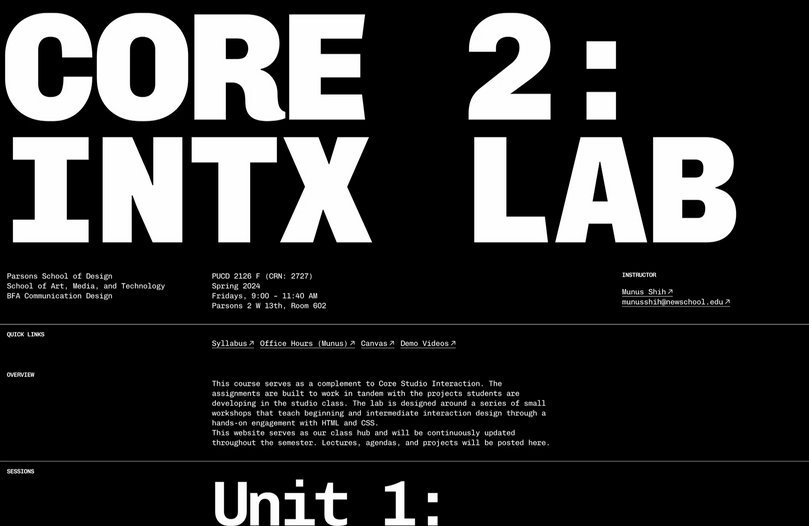 CORE 2:
INTX LAB
Parsons School of Design
School of Art, Media, and Technology
BFA Communication Design
PUCD 2126 F (CRN: 2727)
Spring 2024
Fridays, 9:00 – 11:40 AM
Parsons 2 W 13th, Room 602
INSTRUCTOR
Munus Shih↗
munusshih@newschool.edu↗
QUICK LINKS
Syllabus↗ Office Hours (Munus)↗ Canvas↗ Demo Videos↗
OVERVIEW
This course serves as a complement to Core Studio Interaction. The
assignments are built to work in tandem with the projects students are
developing in the studio class. The lab is designed around a series of small
workshops that teach beginning and intermediate interaction design through a
hands-on engagement with HTML and CSS.
This website serves as our class hub and will be continuously updated
throughout the semester. Lectures, agendas, and projects will be posted here.
SESSIONS
Unit 1: